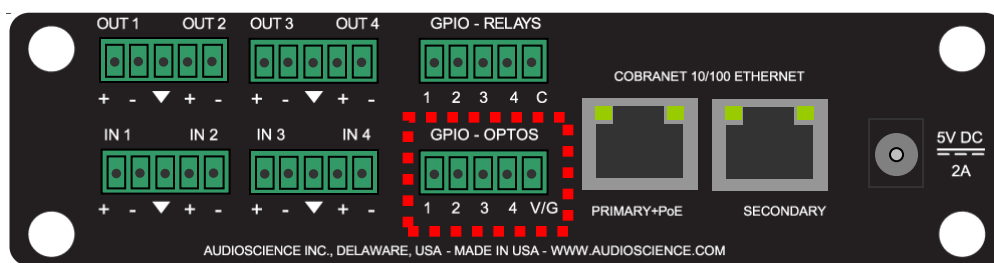 OUT 1 OUT 2 OUT 3 OUT 4 GPIO - RELAYS
COBRANET 10/100 ETHERNET
+ - + - + - + - 1 2 3 4 C
IN 1 IN 2 IN 3 IN 4 GPIO - OPTOS
5V DC
2A
+ - + - + - + - 1 2 3 4 V/G
PRIMARY+PoE SECONDARY
AUDIOSCIENCE INC., DELAWARE, USA - MADE IN USA - WWW.AUDIOSCIENCE.COM